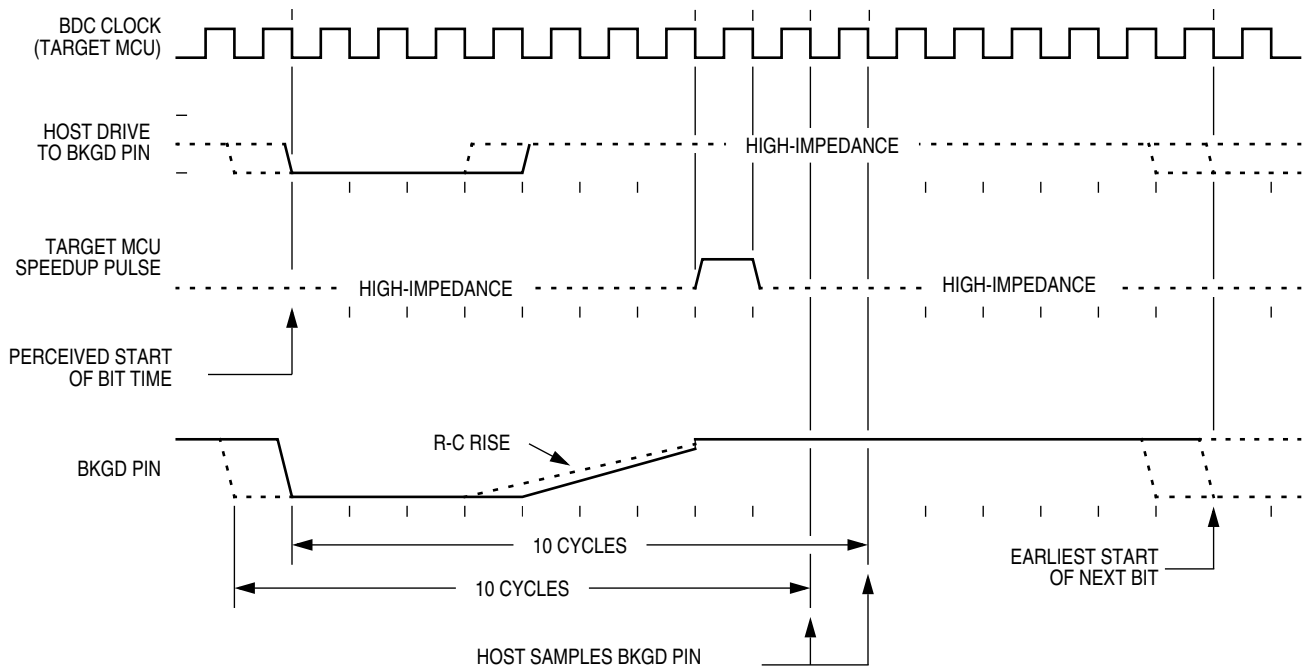 BDC CLOCK
(TARGET MCU)
HOST DRIVE
TO BKGD PIN
HIGH-IMPEDANCE
TARGET MCU
SPEEDUP PULSE
HIGH-IMPEDANCE
HIGH-IMPEDANCE
PERCEIVED START
OF BIT TIME
R-C RISE
BKGD PIN
10 CYCLES
EARLIEST START
OF NEXT BIT
10 CYCLES
HOST SAMPLES BKGD PIN